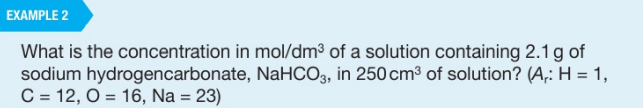 EXAMPLE 2
What is the concentration in mol/dm³ of a solution containing 2.1 g of
sodium hydrogencarbonate, NaHCO₃, in 250 cm³ of solution? (Aᵣ: H = 1,
C = 12, O = 16, Na = 23)